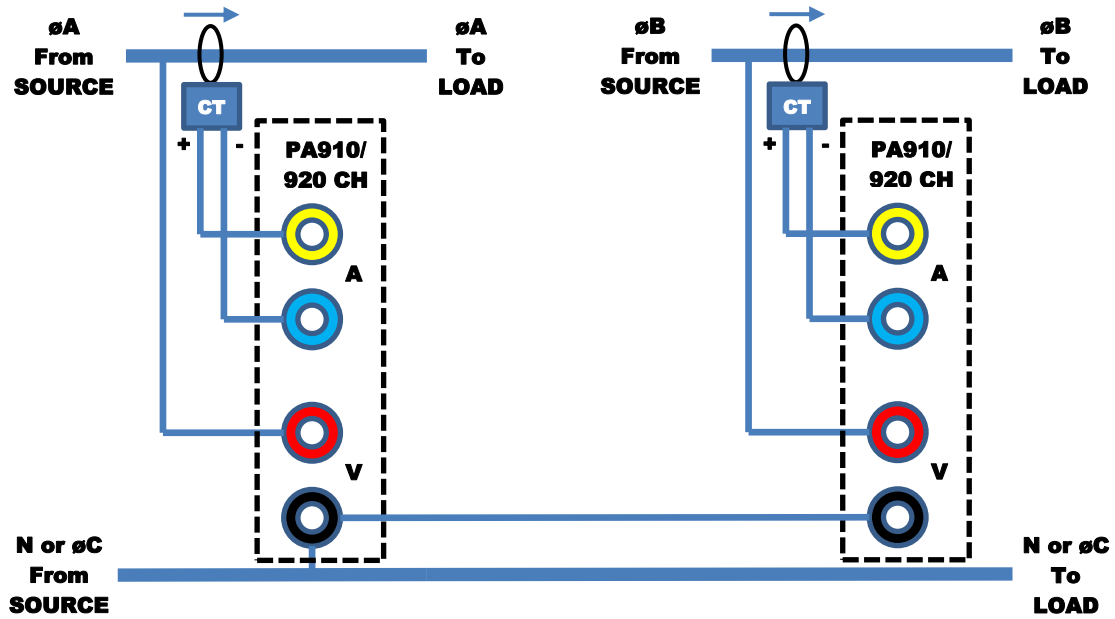 øA
From
SOURCE
øA
To
LOAD
CT
+
-
PA910/
920 CH
A
V
øB
From
SOURCE
øB
To
LOAD
CT
+
-
PA910/
920 CH
A
V
N or øC
From
SOURCE
N or øC
To
LOAD